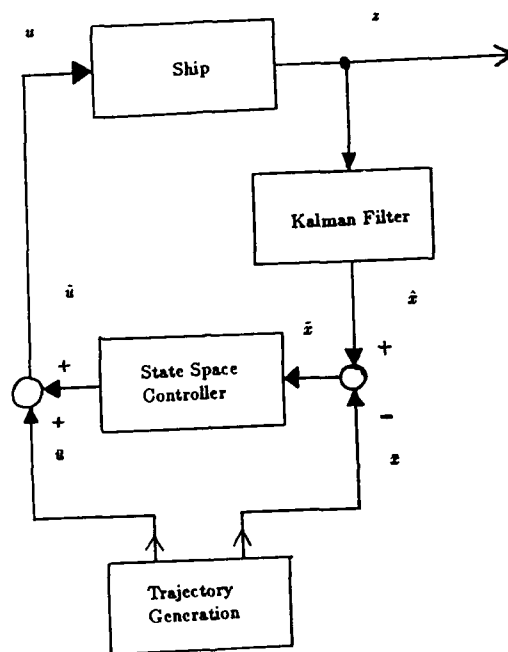 u
z
Ship
Kalman Filter
ũ
x̃
x̂
+
+
State Space
Controller
+
−
ū
x̄
Trajectory
Generation